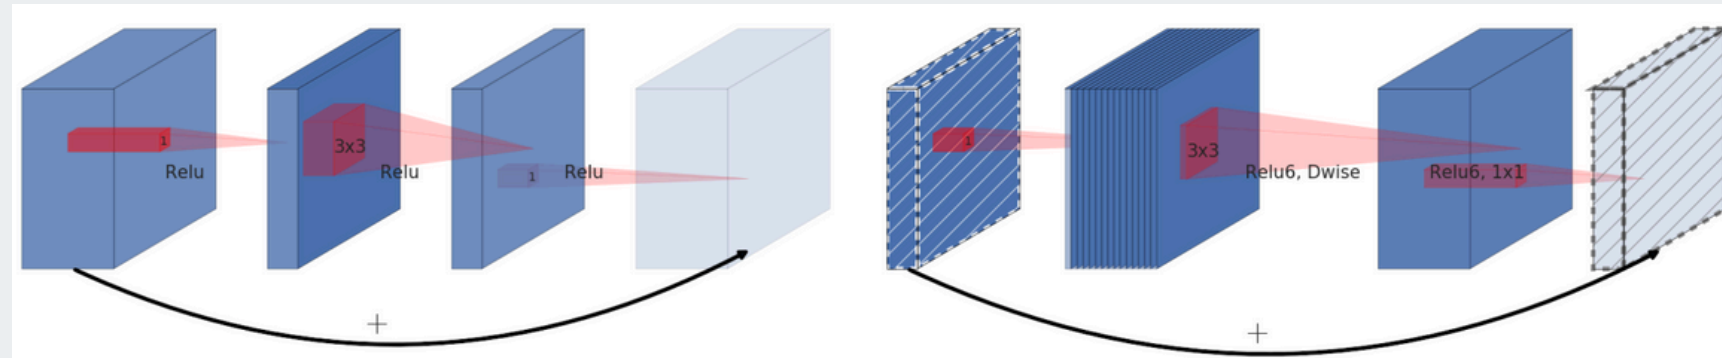 1
Relu
3x3
Relu
1
Relu
+
1
3x3
Relu6, Dwise
Relu6, 1x1
+